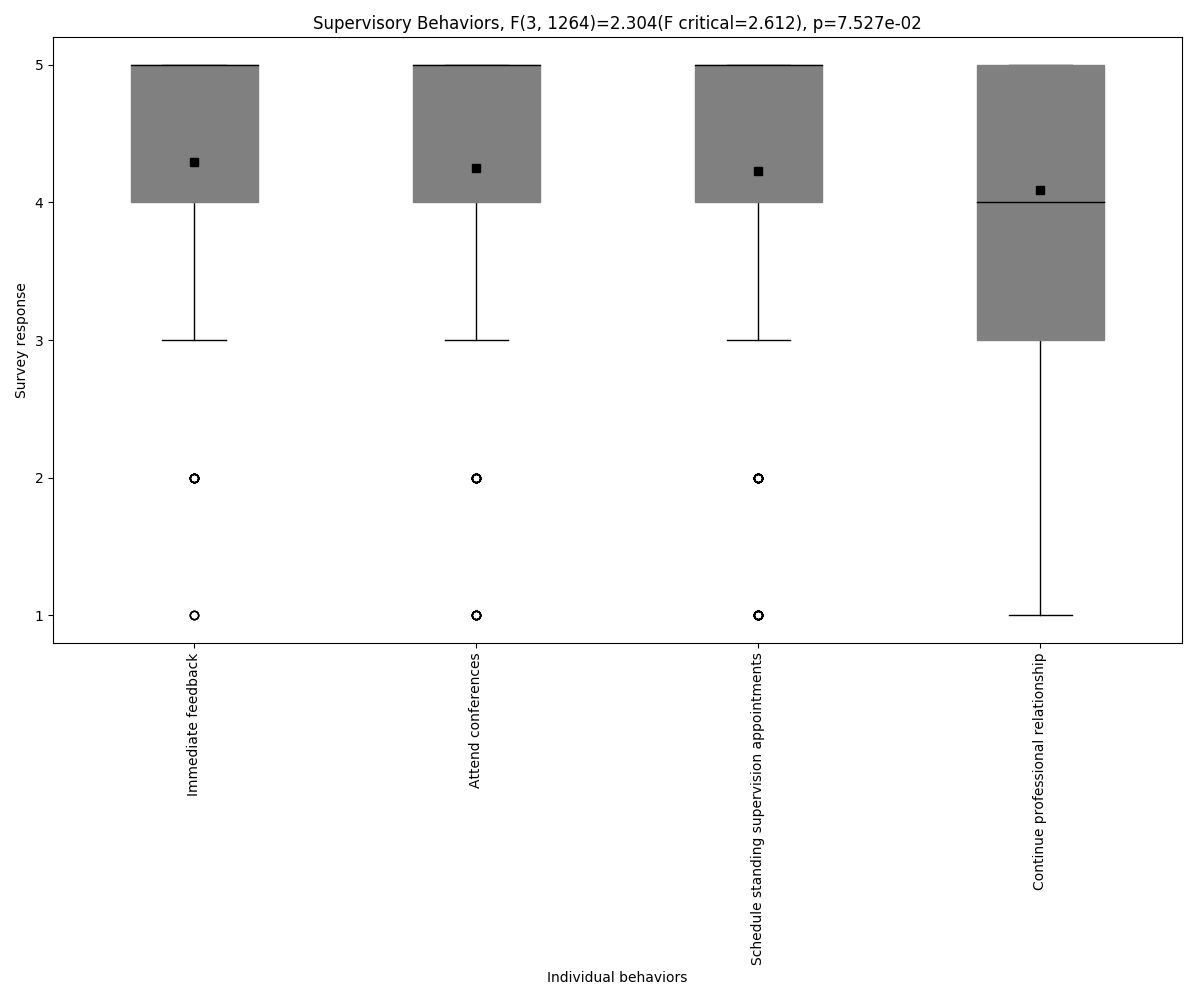 Supervisory Behaviors, F(3, 1264)=2.304(F critical=2.612), p=7.527e-02
5
4
3
2
1
Survey response
Immediate feedback
Attend conferences
Schedule standing supervision appointments
Continue professional relationship
Individual behaviors